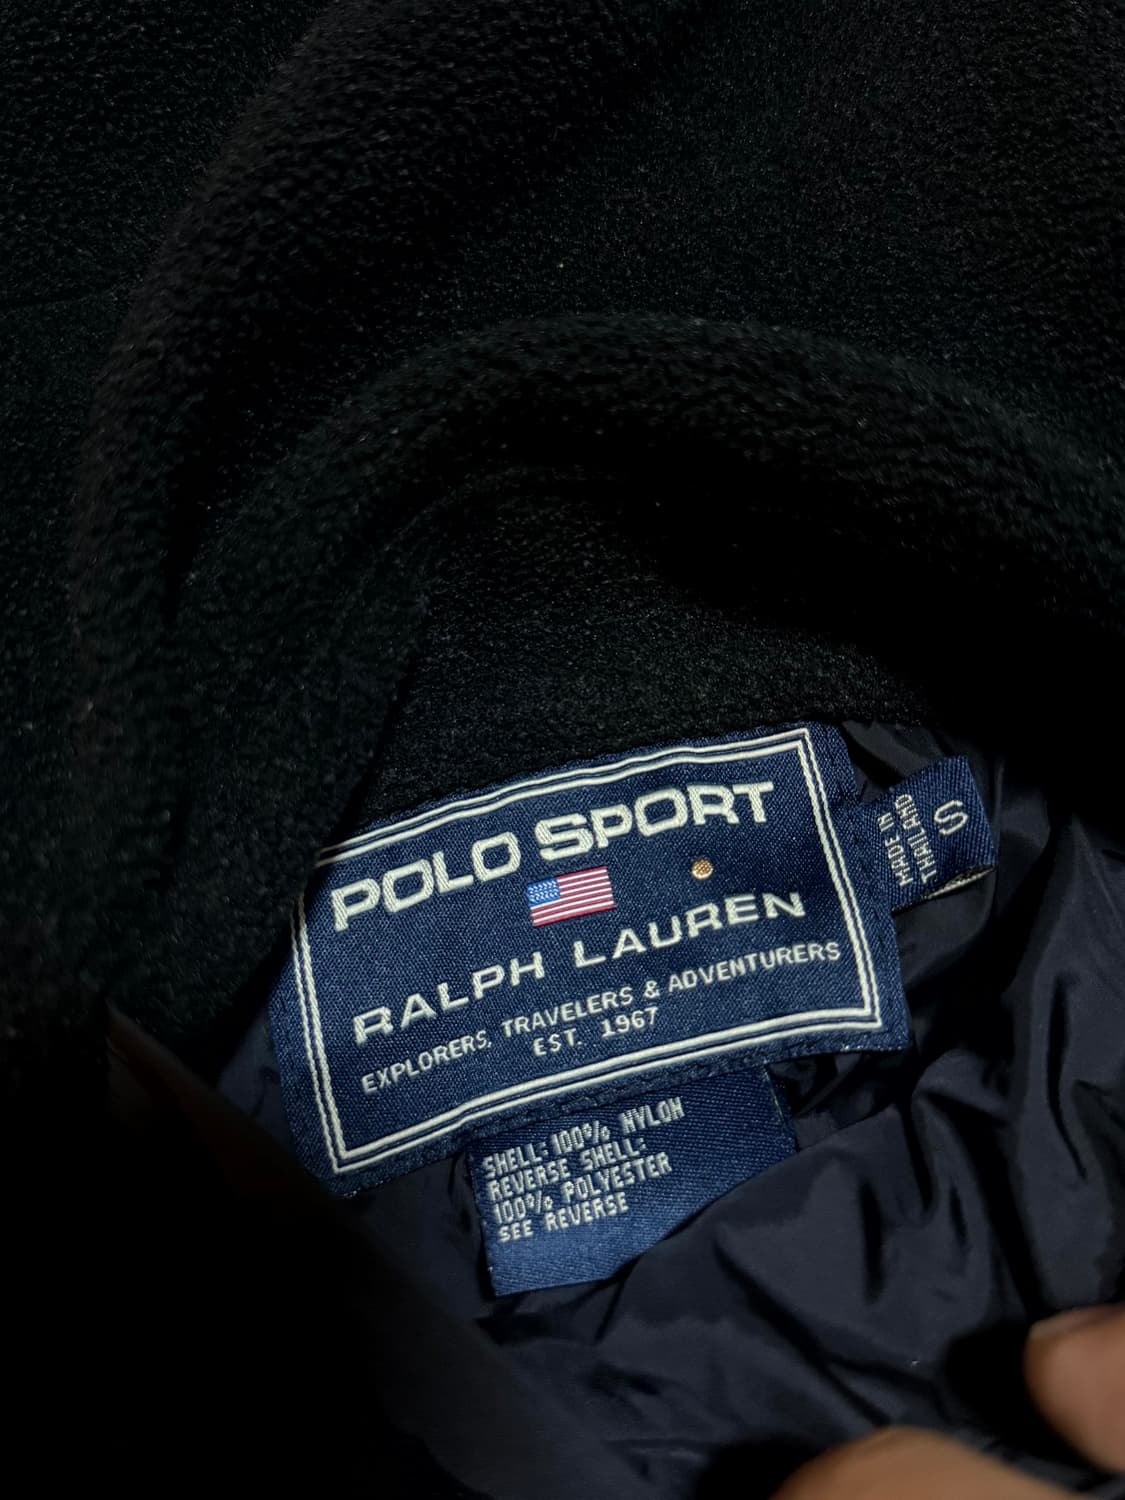 POLO SPORT
RALPH LAUREN
EXPLORERS, TRAVELERS & ADVENTURERS
EST. 1967
S
MADE IN
THAILAND
SHELL: 100% NYLON
REVERSE SHELL:
100% POLYESTER
SEE REVERSE